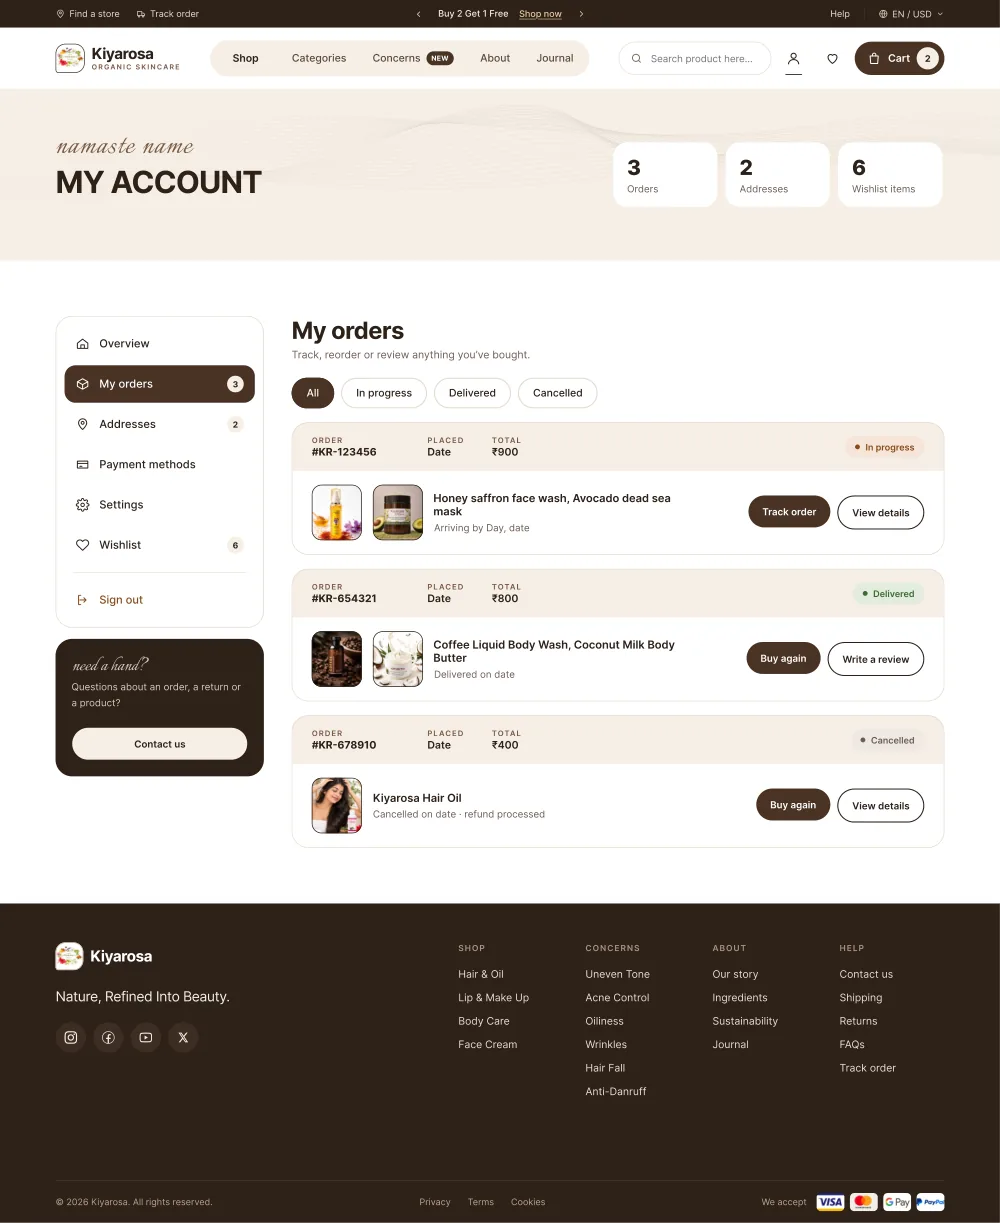 Find a store
Track order
Buy 2 Get 1 Free Shop now
Help
EN / USD
Kiyarosa
ORGANIC SKINCARE
Shop
Categories
Concerns NEW
About
Journal
Search product here...
Cart 2
namaste name
MY ACCOUNT
3
Orders
2
Addresses
6
Wishlist items
Overview
My orders 3
Addresses 2
Payment methods
Settings
Wishlist 6
Sign out
need a hand?
Questions about an order, a return or
a product?
Contact us
My orders
Track, reorder or review anything you've bought.
All
In progress
Delivered
Cancelled
ORDER
#KR-123456
PLACED
Date
TOTAL
₹900
In progress
Honey saffron face wash, Avocado dead sea
mask
Arriving by Day, date
Track order
View details
ORDER
#KR-654321
PLACED
Date
TOTAL
₹800
Delivered
Coffee Liquid Body Wash, Coconut Milk Body
Butter
Delivered on date
Buy again
Write a review
ORDER
#KR-678910
PLACED
Date
TOTAL
₹400
Cancelled
Kiyarosa Hair Oil
Cancelled on date · refund processed
Buy again
View details
Kiyarosa
Nature, Refined Into Beauty.
SHOP
Hair & Oil
Lip & Make Up
Body Care
Face Cream
CONCERNS
Uneven Tone
Acne Control
Oiliness
Wrinkles
Hair Fall
Anti-Danruff
ABOUT
Our story
Ingredients
Sustainability
Journal
HELP
Contact us
Shipping
Returns
FAQs
Track order
© 2026 Kiyarosa. All rights reserved.
Privacy
Terms
Cookies
We accept
VISA
G Pay
PayPal